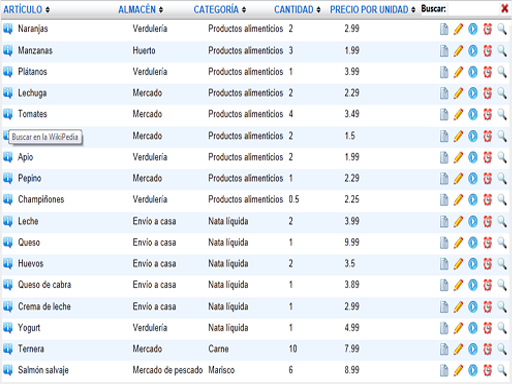 ARTÍCULO ALMACÉN CATEGORÍA CANTIDAD PRECIO POR UNIDAD Buscar:
Naranjas Verdulería Productos alimenticios 2 2.99
Manzanas Huerto Productos alimenticios 3 1.99
Plátanos Verdulería Productos alimenticios 1 3.99
Lechuga Mercado Productos alimenticios 2 2.29
Tomates Mercado Productos alimenticios 4 3.49
Buscar en la WikiPedia Mercado Productos alimenticios 2 1.5
Apio Verdulería Productos alimenticios 2 1.99
Pepino Mercado Productos alimenticios 1 2.29
Champiñones Verdulería Productos alimenticios 0.5 2.25
Leche Envío a casa Nata líquida 2 3.99
Queso Envío a casa Nata líquida 1 9.99
Huevos Envío a casa Nata líquida 2 3.5
Queso de cabra Envío a casa Nata líquida 1 3.89
Crema de leche Envío a casa Nata líquida 1 2.99
Yogurt Verdulería Nata líquida 1 4.99
Ternera Mercado Carne 10 7.99
Salmón salvaje Mercado de pescado Marisco 6 8.99